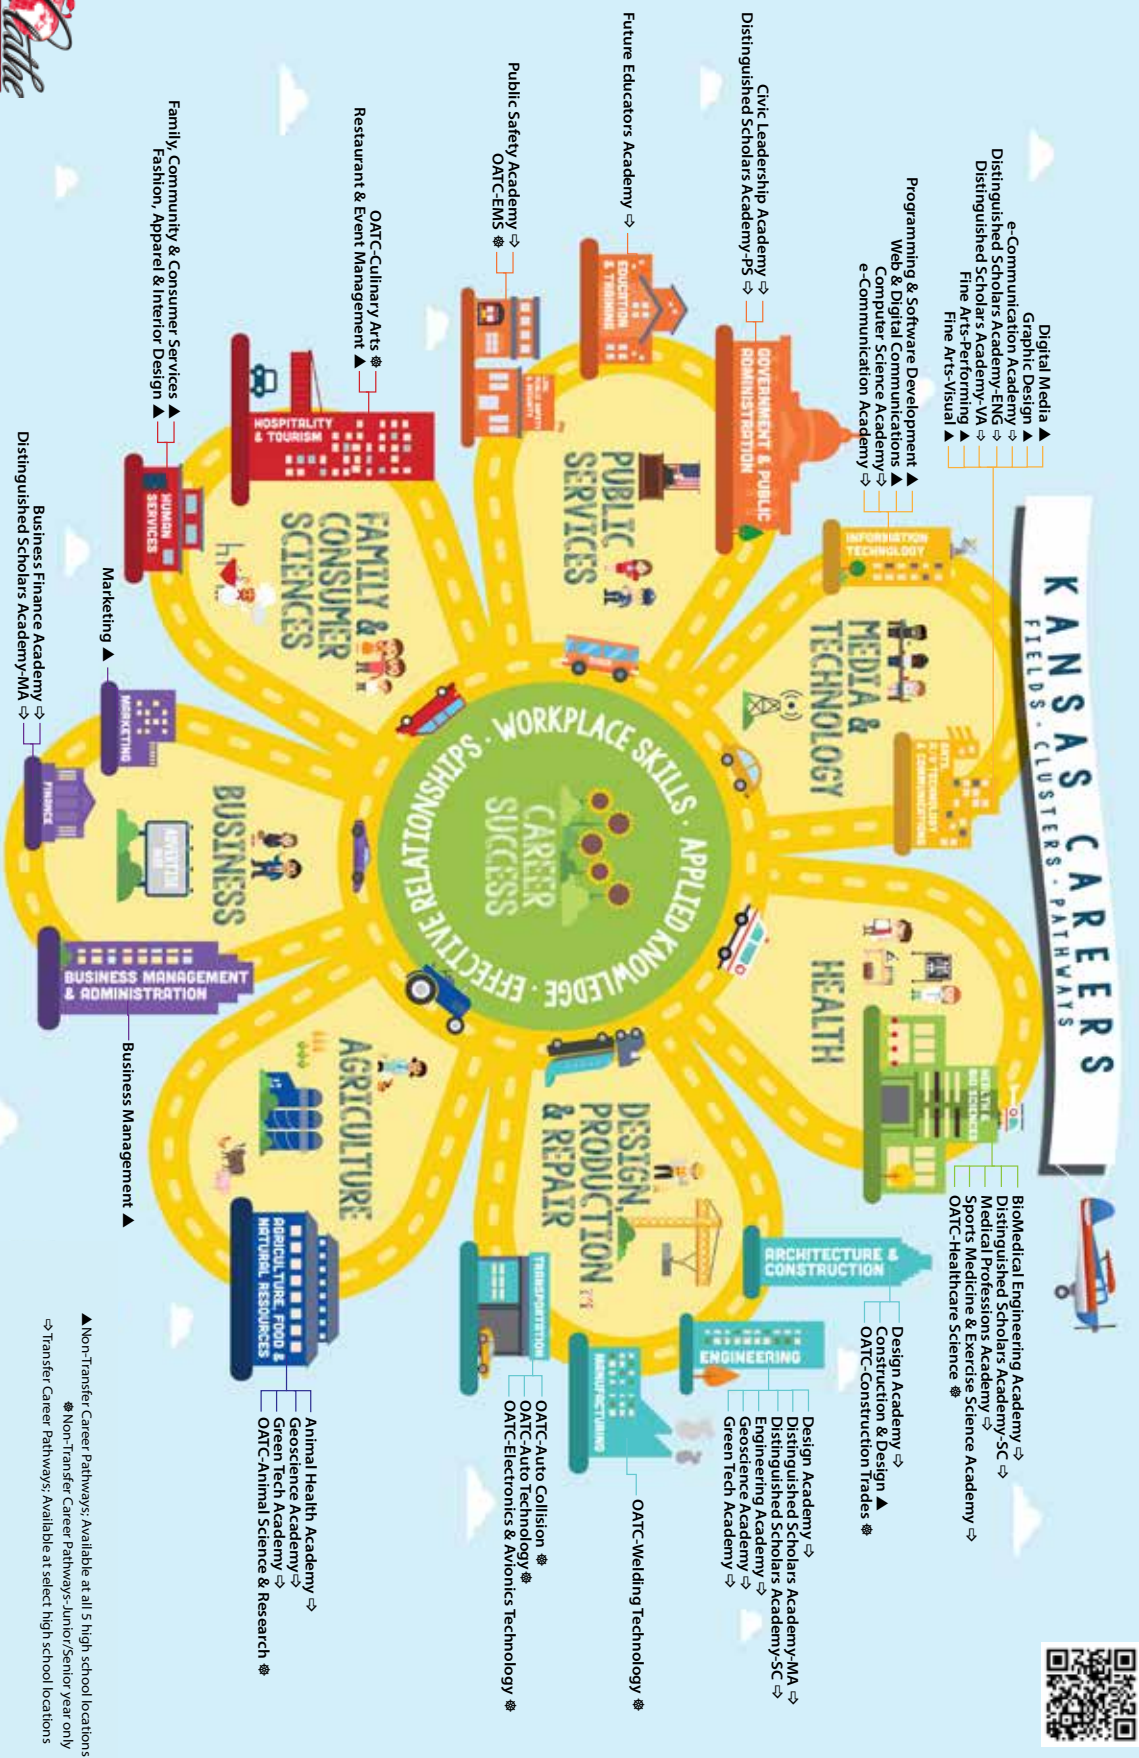 KANSAS CAREERS
FIELDS · CLUSTERS · PATHWAYS
Digital Media ▲
Graphic Design ▲
e-Communication Academy ➪
Distinguished Scholars Academy-ENG ➪
Distinguished Scholars Academy-VA ➪
Fine Arts-Performing ▲
Fine Arts-Visual ▲
ARTS,
A/V TECHNOLOGY
& COMMUNICATIONS
Programming & Software Development ▲
Web & Digital Communications ▲
Computer Science Academy ➪
e-Communication Academy ➪
INFORMATION
TECHNOLOGY
MEDIA &
TECHNOLOGY
HEALTH
HEALTH
BIO SCIENCES
BioMedical Engineering Academy ➪
Distinguished Scholars Academy-SC ➪
Medical Professions Academy ➪
Sports Medicine & Exercise Science Academy ➪
OATC-Healthcare Science ☸
Civic Leadership Academy ➪
Distinguished Scholars Academy-PS ➪
GOVERNMENT & PUBLIC
ADMINISTRATION
Future Educators Academy ➪
EDUCATION
& TRAINING
Public Safety Academy ➪
OATC-EMS ☸
PUBLIC
SERVICES
ARCHITECTURE &
CONSTRUCTION
Design Academy ➪
Construction & Design ▲
OATC-Construction Trades ☸
ENGINEERING
Design Academy ➪
Distinguished Scholars Academy-MA ➪
Distinguished Scholars Academy-SC ➪
Engineering Academy ➪
Geoscience Academy ➪
Green Tech Academy ➪
DESIGN,
PRODUCTION
& REPAIR
MANUFACTURING
OATC-Welding Technology ☸
TRANSPORTATION
OATC-Auto Collision ☸
OATC-Auto Technology ☸
OATC-Electronics & Avionics Technology ☸
WORKPLACE SKILLS · APPLIED KNOWLEDGE · EFFECTIVE RELATIONSHIPS ·
CAREER
SUCCESS
OATC-Culinary Arts ☸
Restaurant & Event Management ▲
HOSPITALITY
& TOURISM
FAMILY &
CONSUMER
SCIENCES
Family, Community & Consumer Services ▲
Fashion, Apparel & Interior Design ▲
HUMAN
SERVICES
AGRICULTURE
AGRICULTURE, FOOD &
NATURAL RESOURCES
Animal Health Academy ➪
Geoscience Academy ➪
Green Tech Academy ➪
OATC-Animal Science & Research ☸
BUSINESS
Marketing ▲
MARKETING
Business Finance Academy ➪
Distinguished Scholars Academy-MA ➪
FINANCE
BUSINESS MANAGEMENT
& ADMINISTRATION
Business Management ▲
▲ Non-Transfer Career Pathways; Available at all 5 high school locations
☸ Non-Transfer Career Pathways-Junior/Senior year only
➪ Transfer Career Pathways; Available at select high school locations